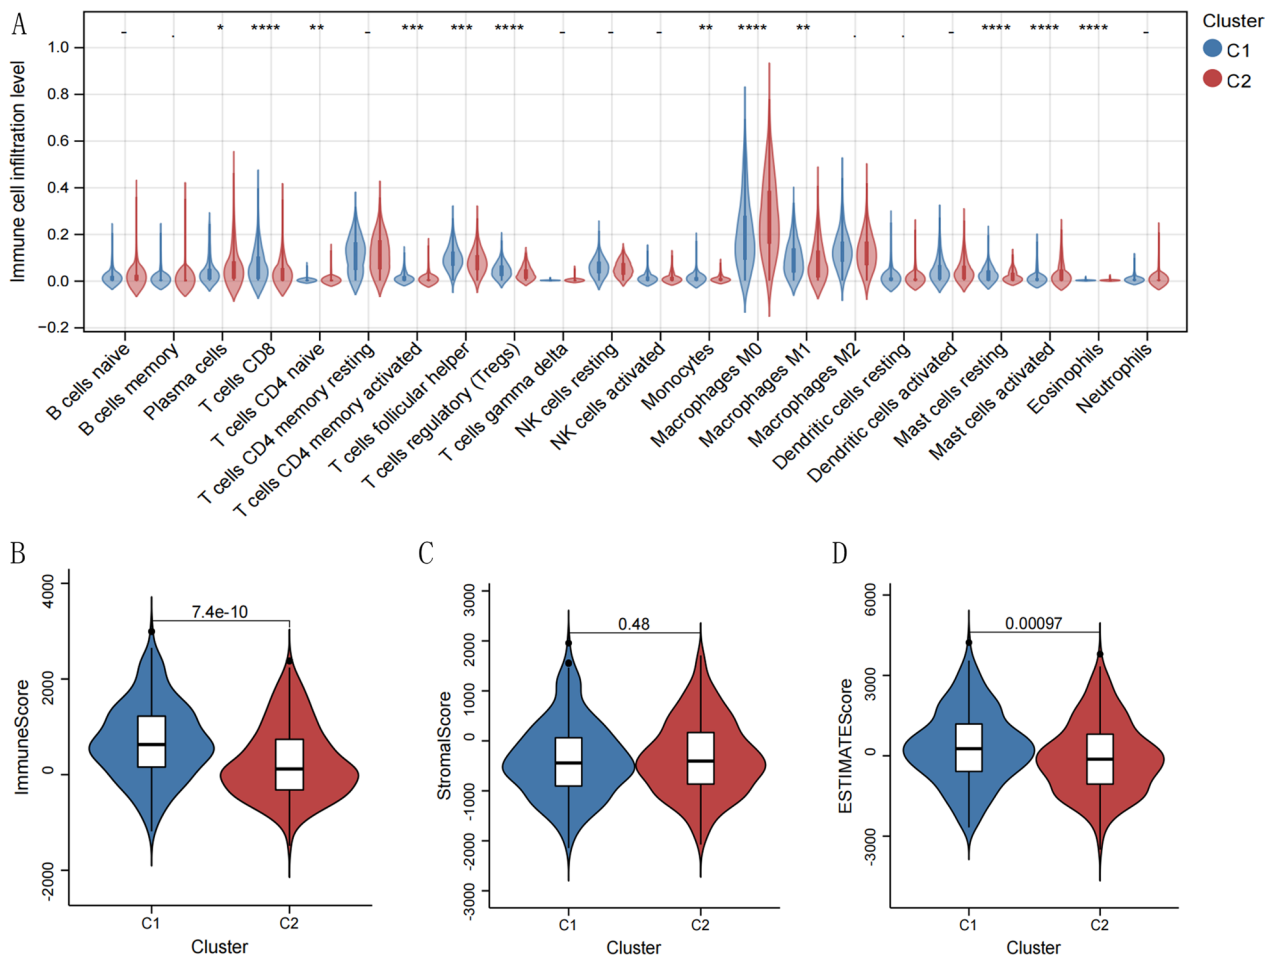 A
- . * **** ** - *** *** **** - - - ** **** ** . . - **** **** **** -
Cluster
C1
C2
Immune cell infiltration level
1.0
0.8
0.6
0.4
0.2
0.0
−0.2
B cells naive
B cells memory
Plasma cells
T cells CD8
T cells CD4 naive
T cells CD4 memory resting
T cells CD4 memory activated
T cells follicular helper
T cells regulatory (Tregs)
T cells gamma delta
NK cells resting
NK cells activated
Monocytes
Macrophages M0
Macrophages M1
Macrophages M2
Dendritic cells resting
Dendritic cells activated
Mast cells resting
Mast cells activated
Eosinophils
Neutrophils
B
ImmuneScore
4000
2000
0
-2000
7.4e-10
C1 C2
Cluster
C
StromalScore
3000
2000
1000
0
-1000
-2000
-3000
0.48
C1 C2
Cluster
D
ESTIMATEScore
6000
3000
0
-3000
0.00097
C1 C2
Cluster